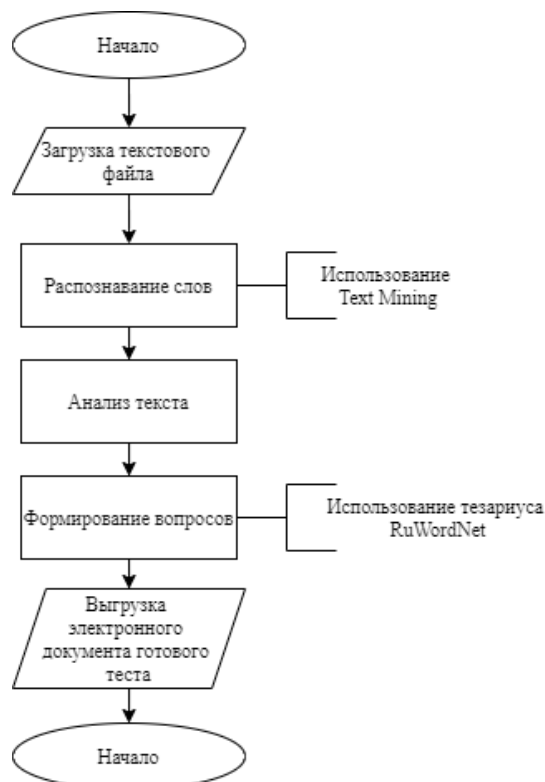 Начало
Загрузка текстового
файла
Распознавание слов
Использование
Text Mining
Анализ текста
Формирование вопросов
Использование тезариуса
RuWordNet
Выгрузка
электронного
документа готового
теста
Начало